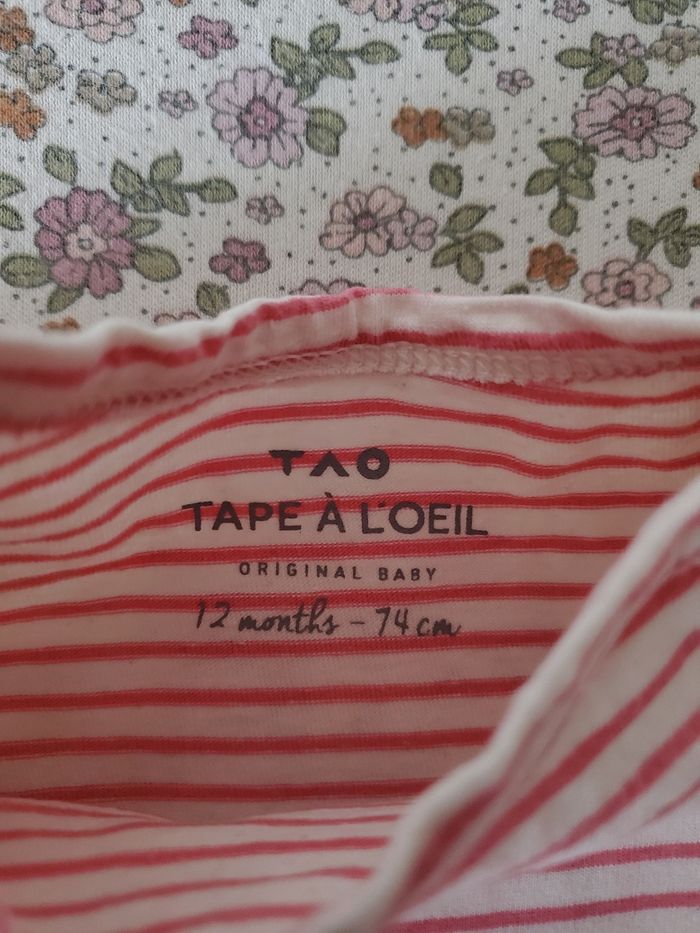 TAO
TAPE À L'OEIL
ORIGINAL BABY
12 months - 74 cm